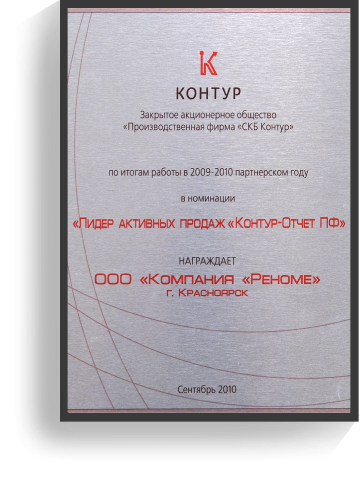 КОНТУР
Закрытое акционерное общество
«Производственная фирма «СКБ Контур»
по итогам работы в 2009-2010 партнерском году
в номинации
«Лидер активных продаж «Контур-Отчет ПФ»
НАГРАЖДАЕТ
ООО «Компания «Реноме»
г. Красноярск
Сентябрь 2010